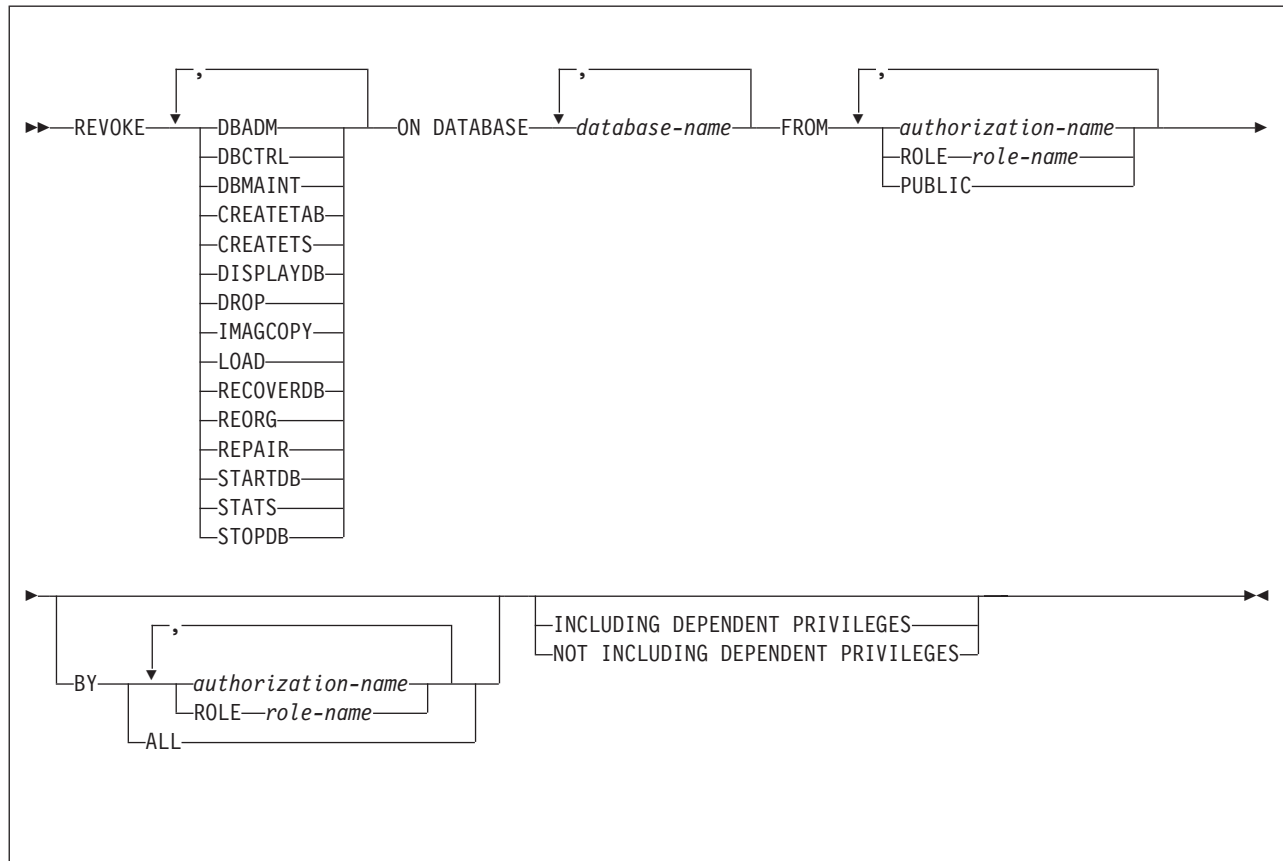 , , ,
REVOKE DBADM ON DATABASE database-name FROM authorization-name
DBCTRL ROLE role-name
DBMAINT PUBLIC
CREATETAB
CREATETS
DISPLAYDB
DROP
IMAGCOPY
LOAD
RECOVERDB
REORG
REPAIR
STARTDB
STATS
STOPDB
INCLUDING DEPENDENT PRIVILEGES
, NOT INCLUDING DEPENDENT PRIVILEGES
BY authorization-name
ROLE role-name
ALL